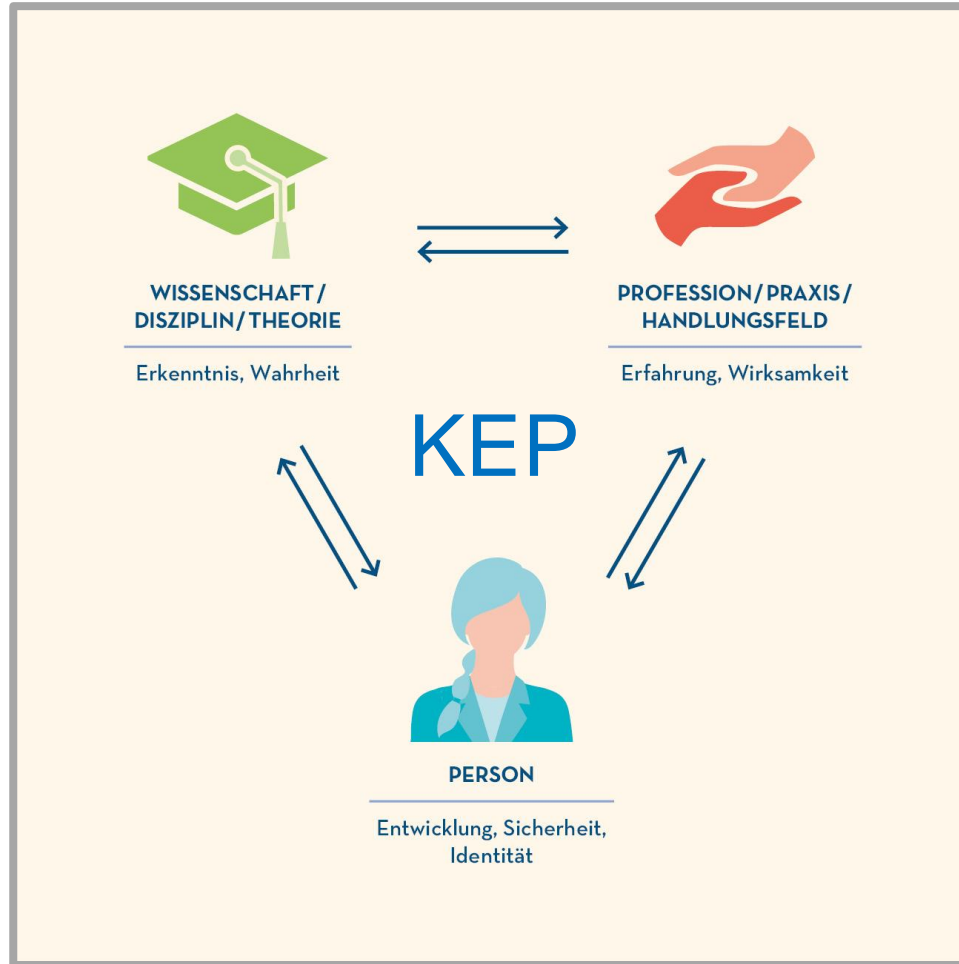 WISSENSCHAFT/
DISZIPLIN/THEORIE
Erkenntnis, Wahrheit
PROFESSION/PRAXIS/
HANDLUNGSFELD
Erfahrung, Wirksamkeit
KEP
PERSON
Entwicklung, Sicherheit,
Identität